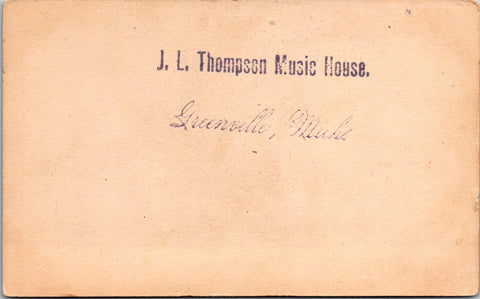 J. L. Thompson Music House.
Greenville, Mich.